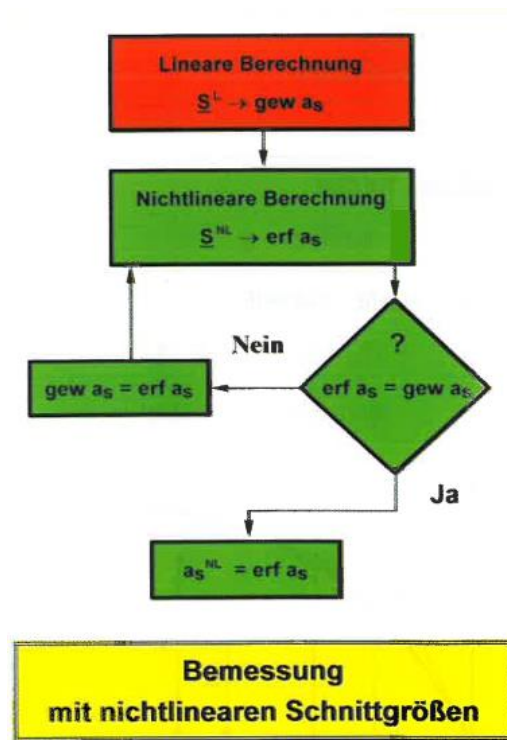 Lineare Berechnung
S^L → gew as
Nichtlineare Berechnung
S^NL → erf as
Nein
?
gew as = erf as
erf as = gew as
Ja
as^NL = erf as
Bemessung
mit nichtlinearen Schnittgrößen